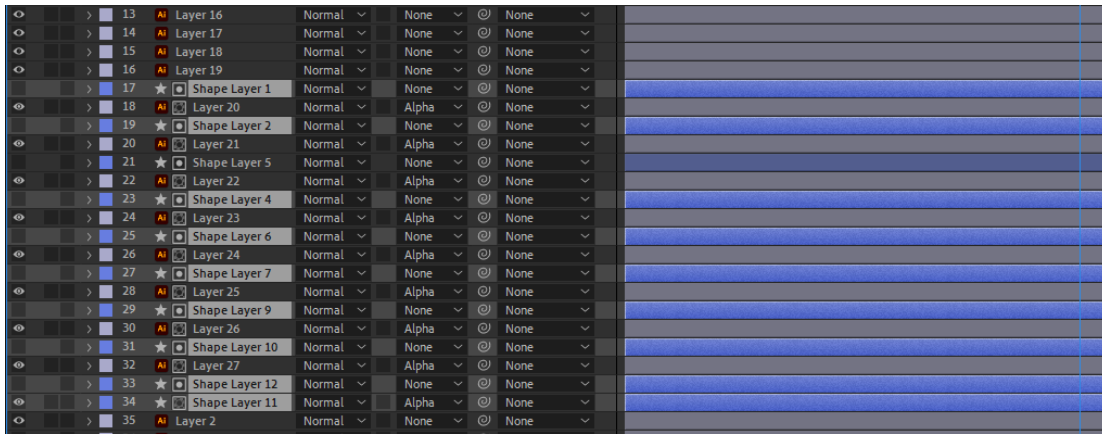 13 Ai Layer 16 Normal None None
14 Ai Layer 17 Normal None None
15 Ai Layer 18 Normal None None
16 Ai Layer 19 Normal None None
17 Shape Layer 1 Normal None None
18 Ai Layer 20 Normal Alpha None
19 Shape Layer 2 Normal None None
20 Ai Layer 21 Normal Alpha None
21 Shape Layer 5 Normal None None
22 Ai Layer 22 Normal Alpha None
23 Shape Layer 4 Normal None None
24 Ai Layer 23 Normal Alpha None
25 Shape Layer 6 Normal None None
26 Ai Layer 24 Normal Alpha None
27 Shape Layer 7 Normal None None
28 Ai Layer 25 Normal Alpha None
29 Shape Layer 9 Normal None None
30 Ai Layer 26 Normal Alpha None
31 Shape Layer 10 Normal None None
32 Ai Layer 27 Normal Alpha None
33 Shape Layer 12 Normal None None
34 Shape Layer 11 Normal Alpha None
35 Ai Layer 2 Normal None None